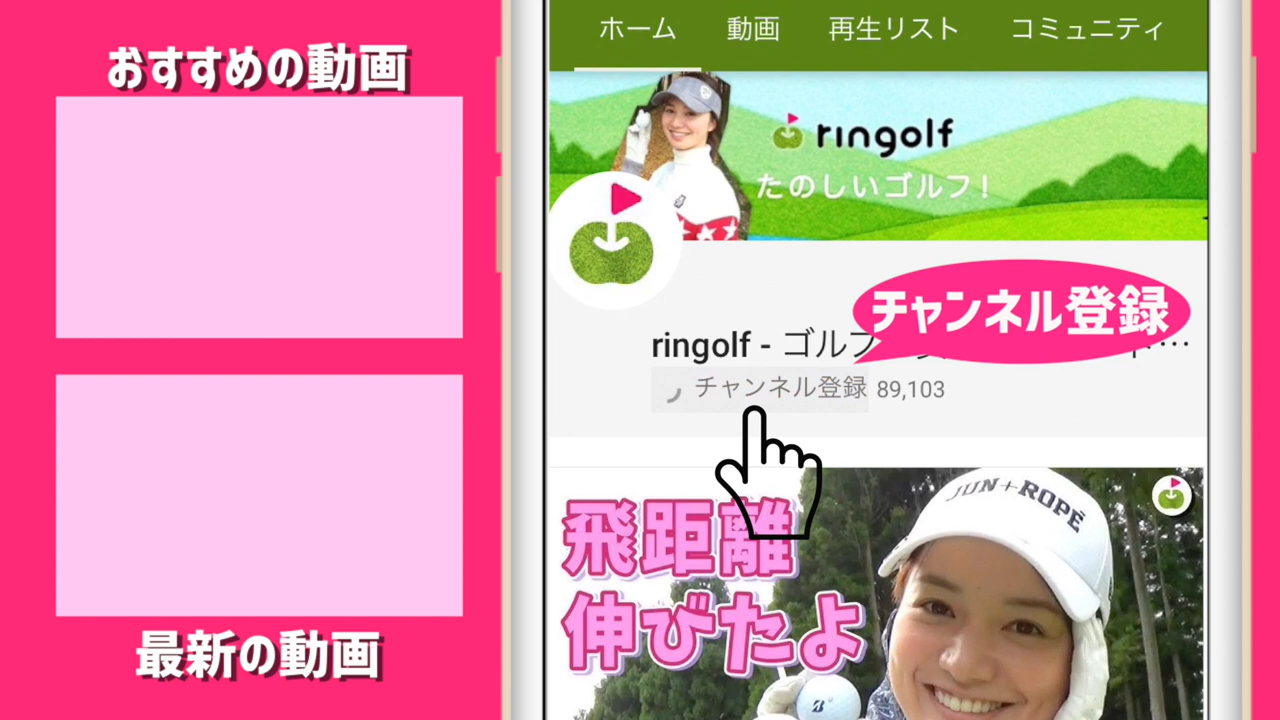 おすすめの動画
最新の動画
ホーム 動画 再生リスト コミュニティ
ringolf
たのしいゴルフ!
チャンネル登録
ringolf - ゴルフ
チャンネル登録 89,103
飛距離
伸びたよ
JUN+ROPÉ
B